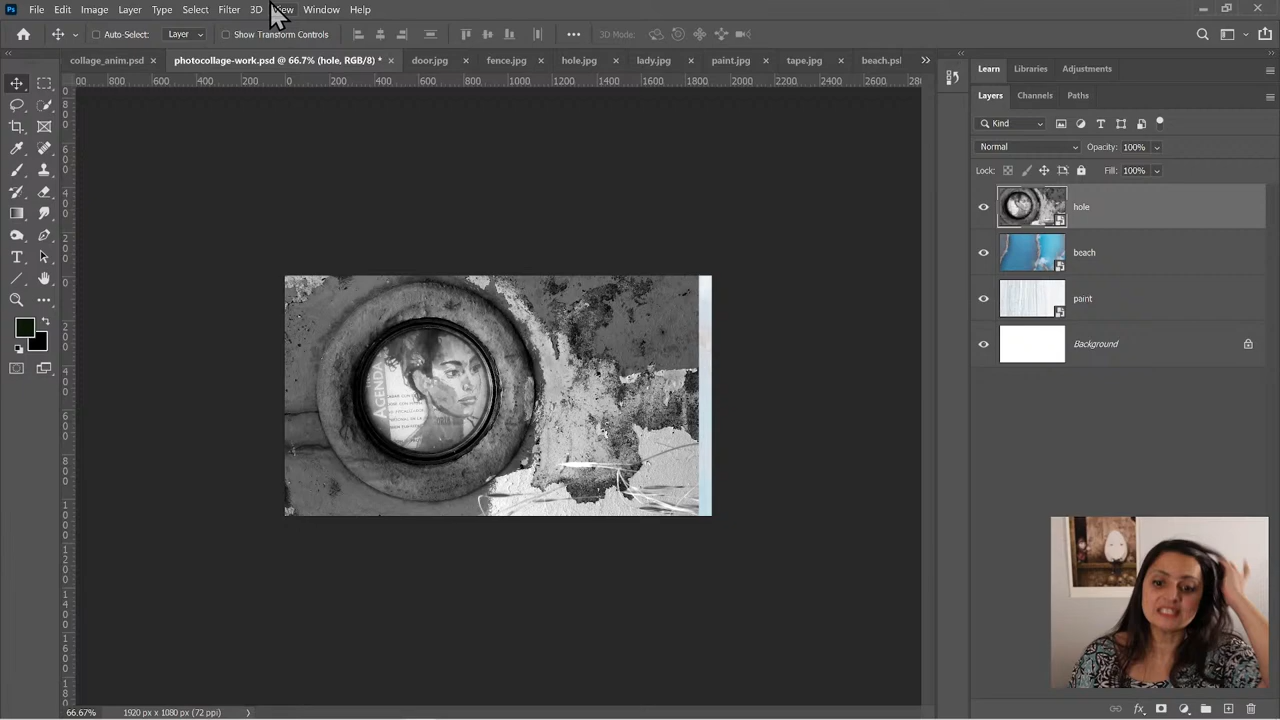 Ps File Edit Image Layer Type Select Filter 3D View Window Help
Auto-Select: Layer Show Transform Controls 3D Mode:
collage_anim.psd × photocollage-work.psd @ 66.7% (hole, RGB/8) * × door.jpg × fence.jpg × hole.jpg × lady.jpg × paint.jpg × tape.jpg × beach.psl
Learn Libraries Adjustments
Layers Channels Paths
Kind
Normal Opacity: 100%
Lock: Fill: 100%
hole
beach
paint
Background
AGENDA
66.67% 1920 px x 1080 px (72 ppi)